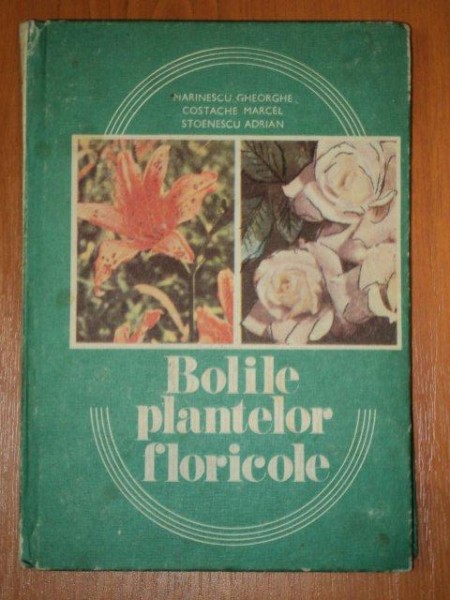 MARINESCU GHEORGHE
COSTACHE MARCEL
STOENESCU ADRIAN
Bolile
plantelor
floricole